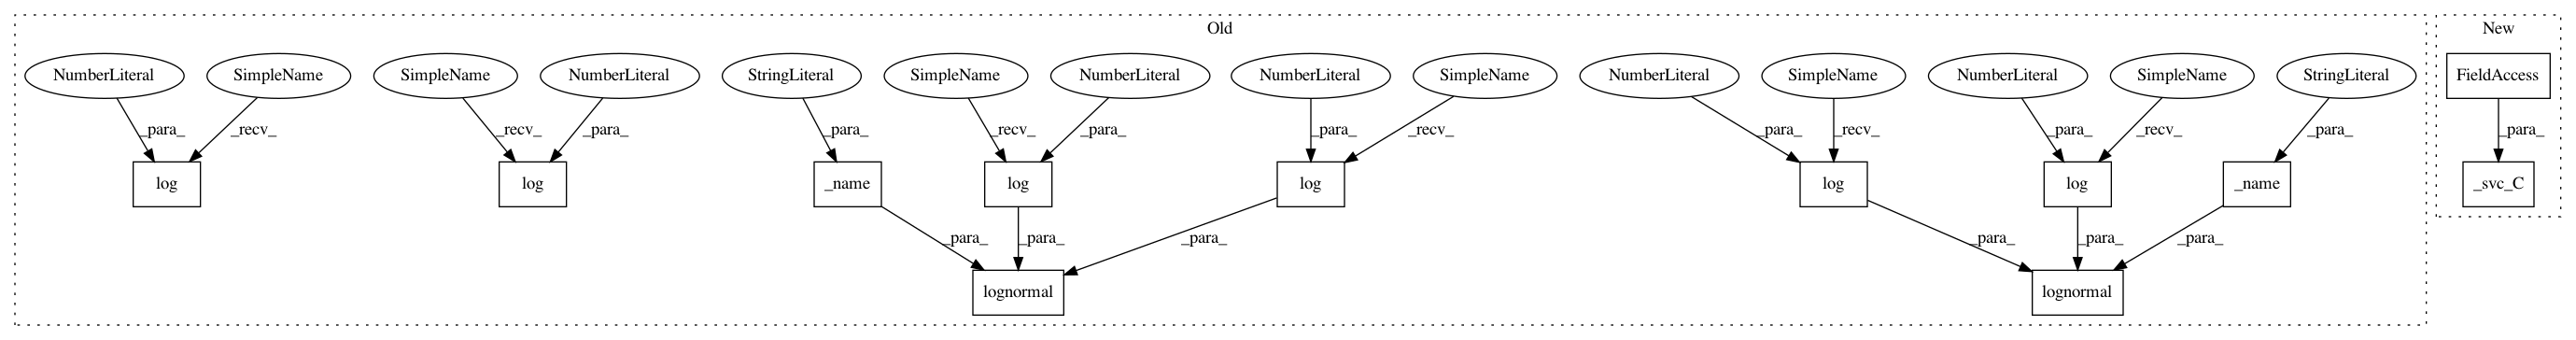 Old
New
NumberLiteral
SimpleName
SimpleName
NumberLiteral
StringLiteral
SimpleName
NumberLiteral
NumberLiteral
SimpleName
NumberLiteral
SimpleName
NumberLiteral
SimpleName
StringLiteral
FieldAccess
_para_
_recv_
_recv_
_para_
_para_
_recv_
_para_
_para_
_recv_
_para_
_recv_
_para_
_recv_
_para_
_para_
log
log
_name
log
log
log
log
_name
_svc_C
_para_
_para_
_para_
_para_
_para_
_para_
lognormal
lognormal